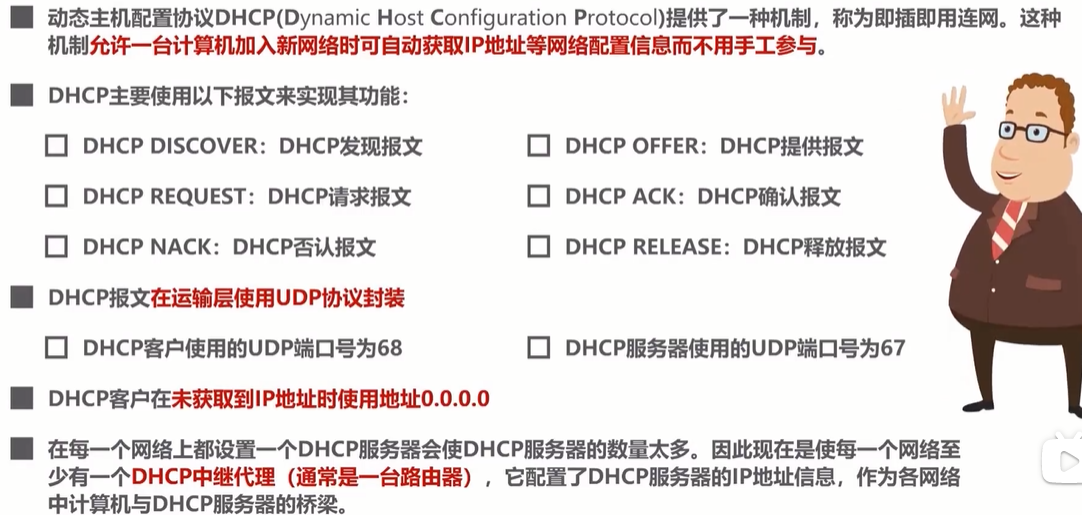 动态主机配置协议DHCP(Dynamic Host Configuration Protocol)提供了一种机制，称为即插即用连网。这种
机制允许一台计算机加入新网络时可自动获取IP地址等网络配置信息而不用手工参与。
DHCP主要使用以下报文来实现其功能：
DHCP DISCOVER：DHCP发现报文
DHCP OFFER：DHCP提供报文
DHCP REQUEST：DHCP请求报文
DHCP ACK：DHCP确认报文
DHCP NACK：DHCP否认报文
DHCP RELEASE：DHCP释放报文
DHCP报文在运输层使用UDP协议封装
DHCP客户使用的UDP端口号为68
DHCP服务器使用的UDP端口号为67
DHCP客户在未获取到IP地址时使用地址0.0.0.0
在每一个网络上都设置一个DHCP服务器会使DHCP服务器的数量太多。因此现在是使每一个网络至
少有一个DHCP中继代理（通常是一台路由器），它配置了DHCP服务器的IP地址信息，作为各网络
中计算机与DHCP服务器的桥梁。